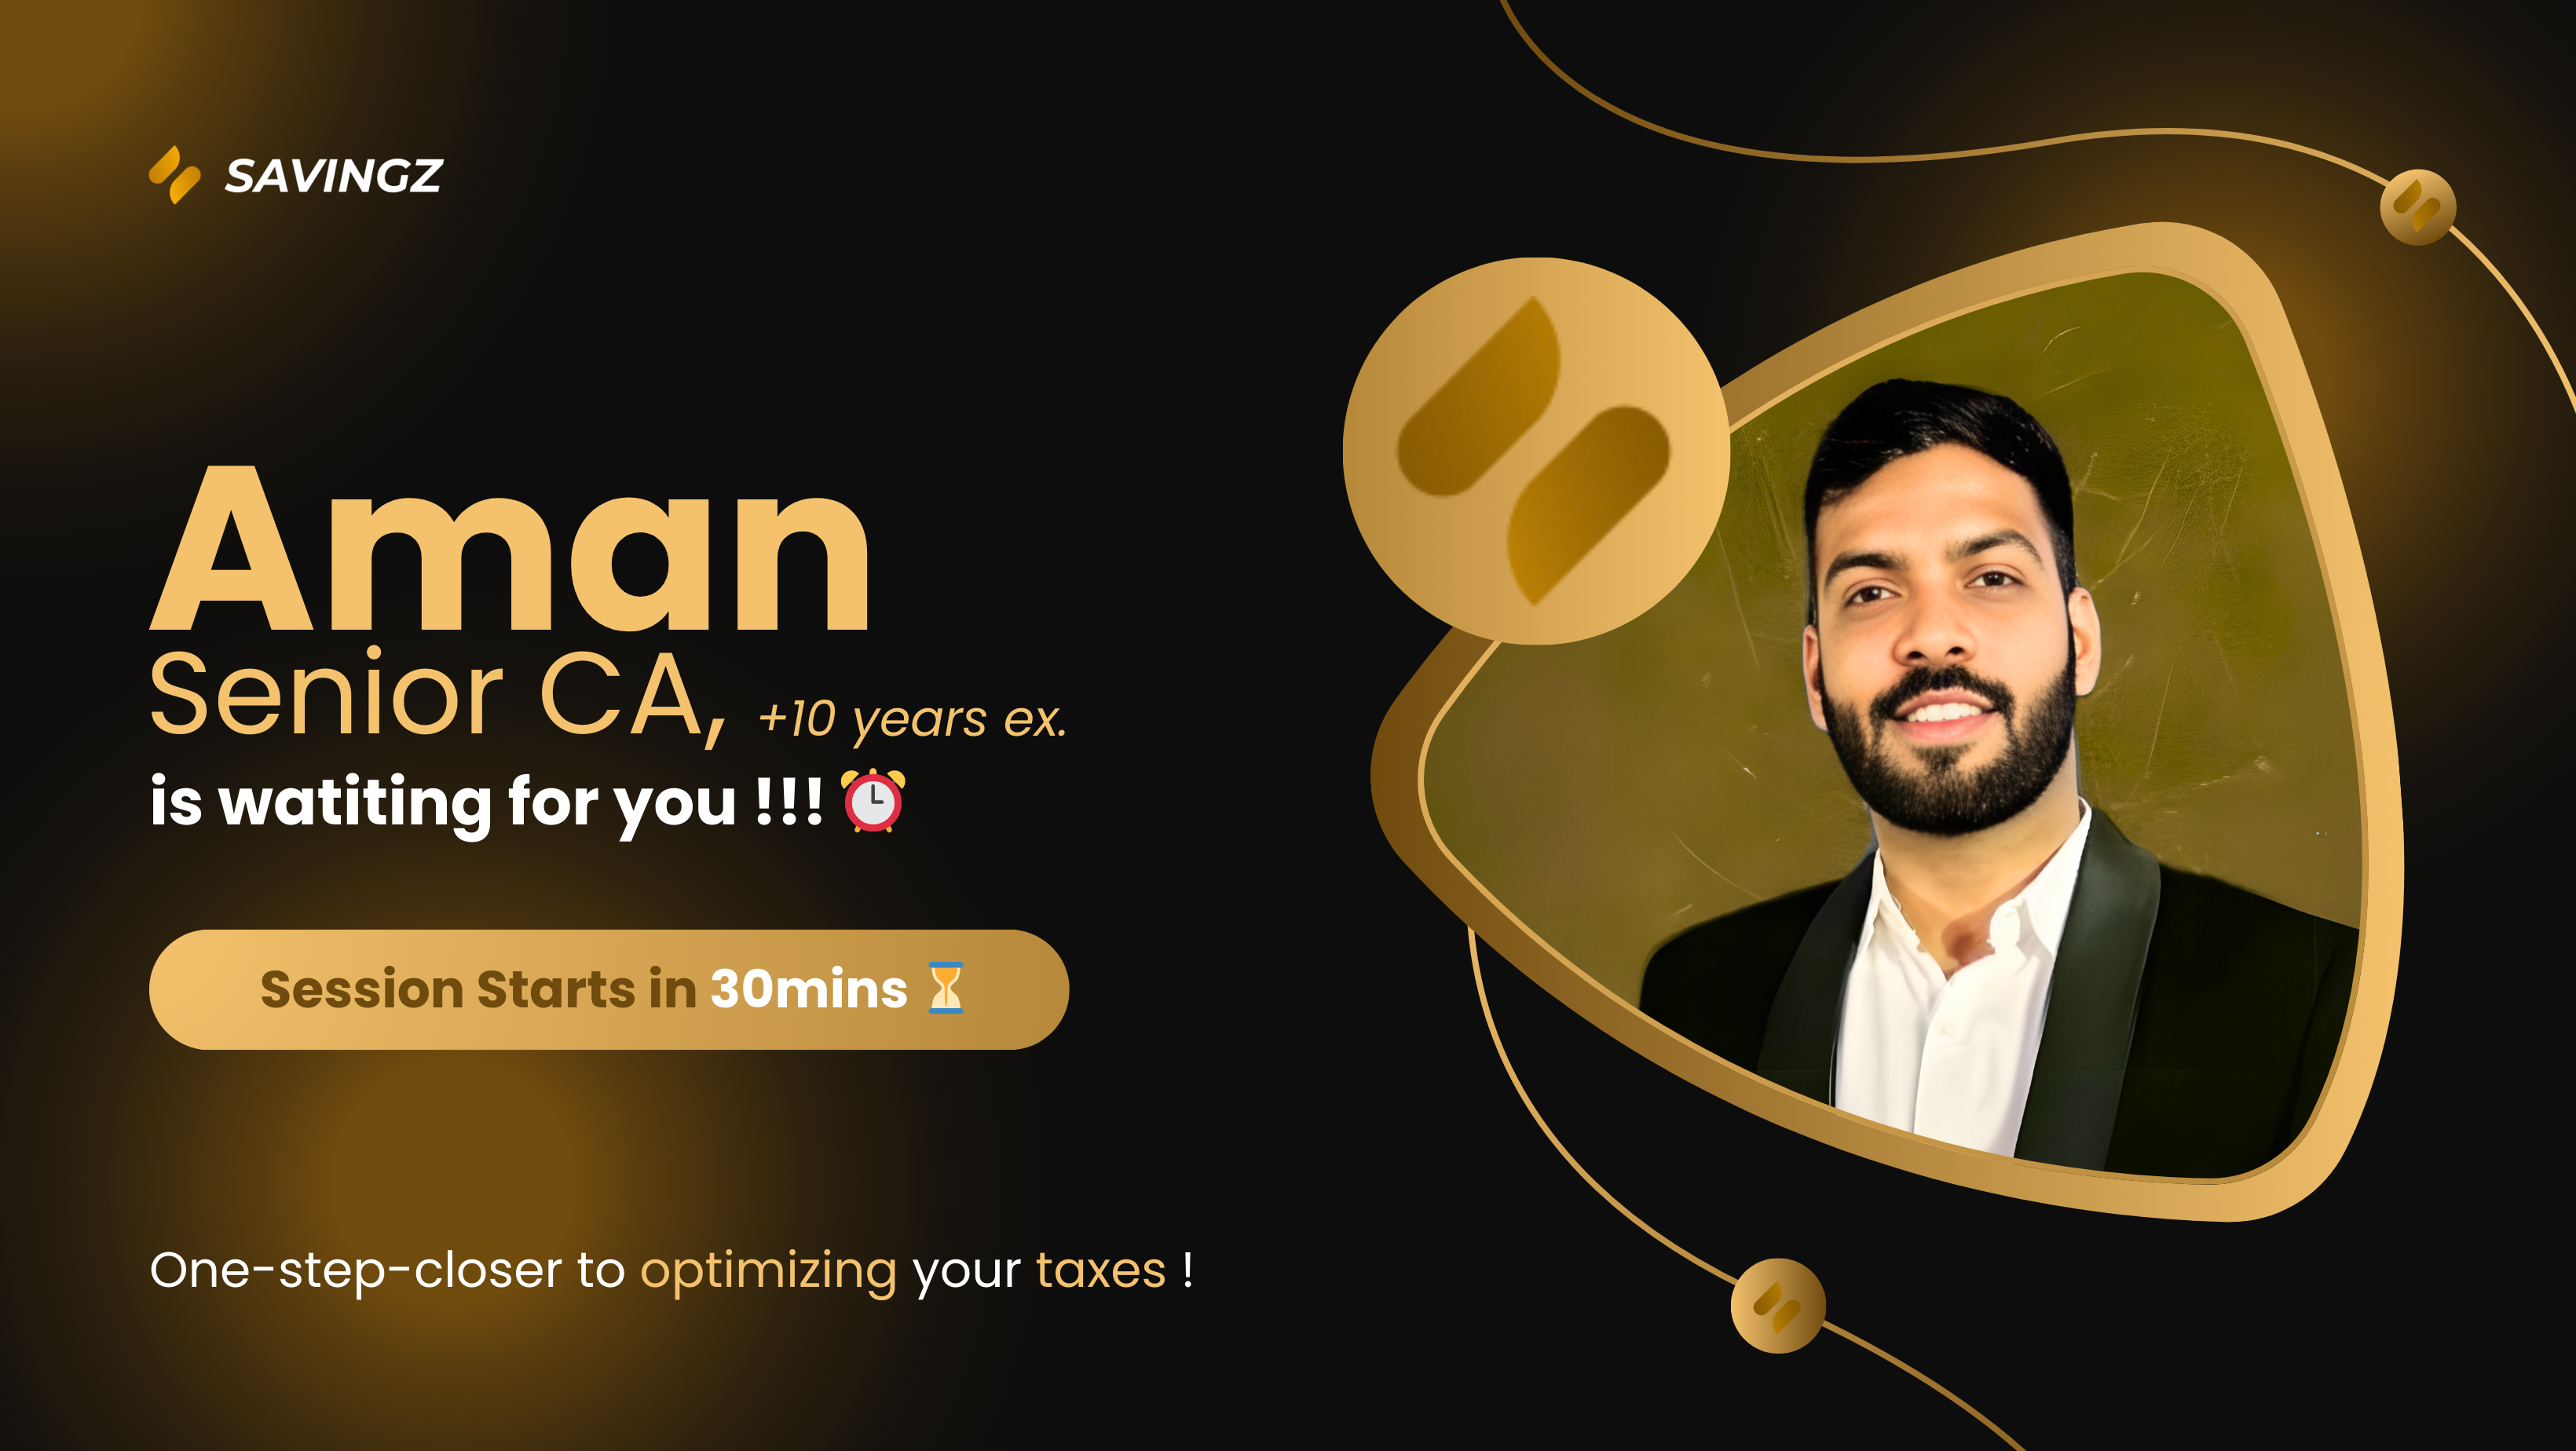 SAVINGZ
Aman
Senior CA, +10 years ex.
is watiting for you !!! ⏰
Session Starts in 30mins ⏳
One-step-closer to optimizing your taxes !